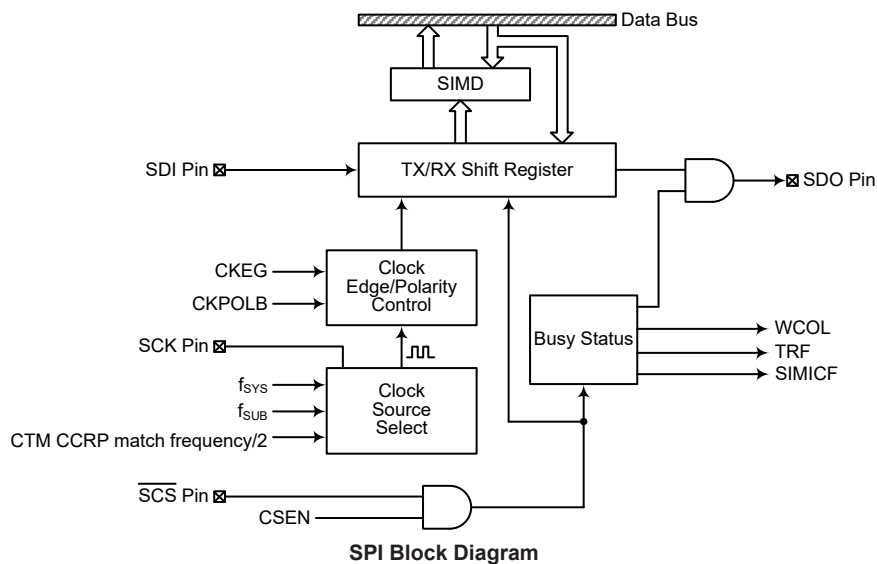 Data Bus
SIMD
SDI Pin
TX/RX Shift Register
SDO Pin
CKEG
CKPOLB
Clock
Edge/Polarity
Control
SCK Pin
Busy Status
WCOL
TRF
SIMICF
fSYS
fSUB
CTM CCRP match frequency/2
Clock
Source
Select
SCS Pin
CSEN
SPI Block Diagram